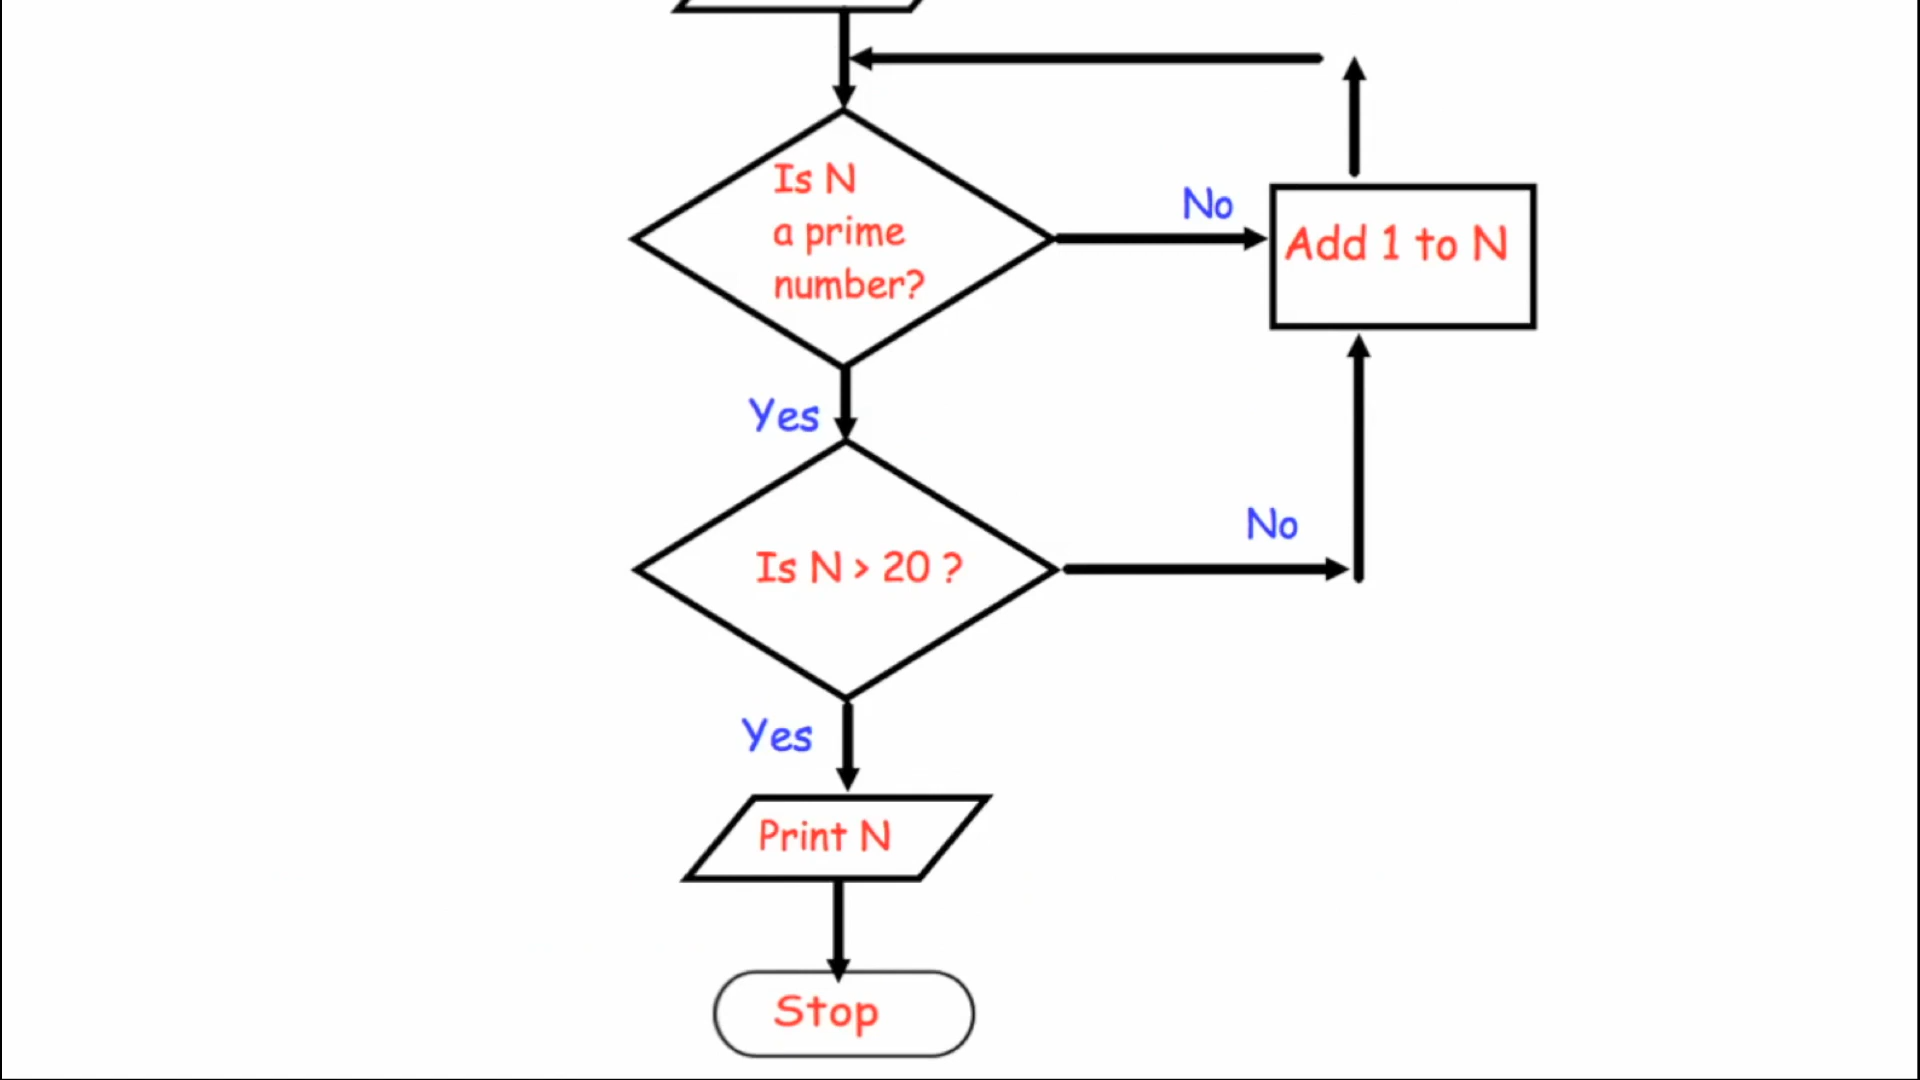 Is N
a prime
number?
No
Add 1 to N
Yes
Is N > 20 ?
No
Yes
Print N
Stop